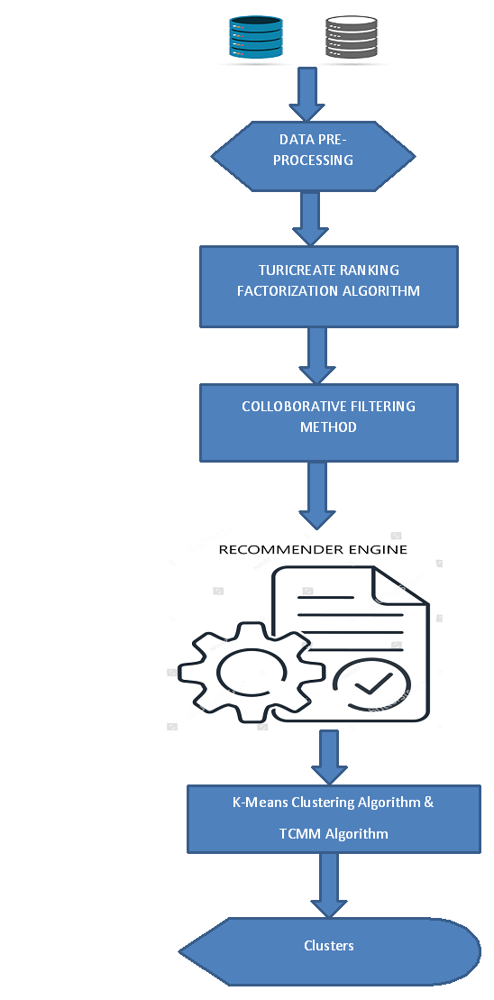 DATA PRE-
PROCESSING
TURICREATE RANKING
FACTORIZATION ALGORITHM
COLLOBORATIVE FILTERING
METHOD
RECOMMENDER ENGINE
K-Means Clustering Algorithm &
TCMM Algorithm
Clusters